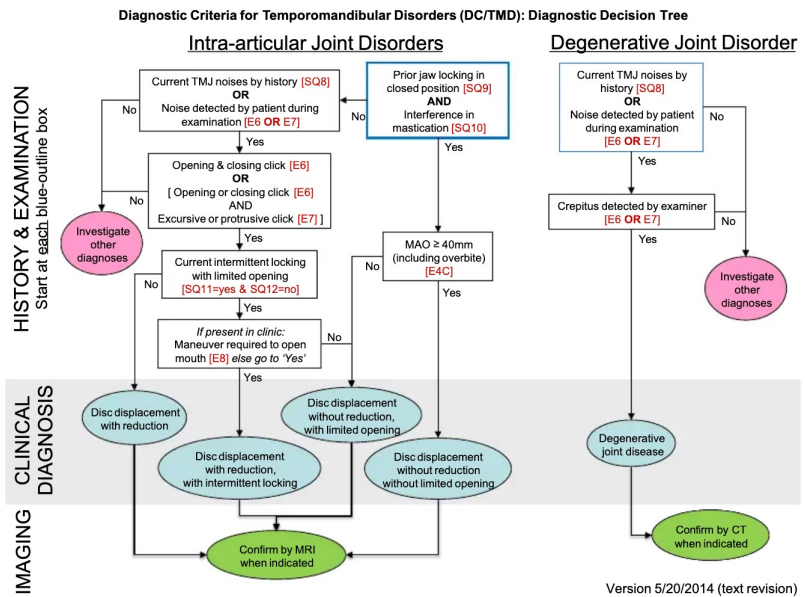 Diagnostic Criteria for Temporomandibular Disorders (DC/TMD): Diagnostic Decision Tree
Intra-articular Joint Disorders
Degenerative Joint Disorder
HISTORY & EXAMINATION
Start at each blue-outline box
Current TMJ noises by history [SQ8]
OR
Noise detected by patient during
examination [E6 OR E7]
No
Yes
Prior jaw locking in
closed position [SQ9]
AND
Interference in
mastication [SQ10]
No
Yes
Current TMJ noises by
history [SQ8]
OR
Noise detected by patient
during examination
[E6 OR E7]
No
Yes
Opening & closing click [E6]
OR
[ Opening or closing click [E6]
AND
Excursive or protrusive click [E7] ]
No
Yes
Crepitus detected by examiner
[E6 OR E7]
No
Yes
Investigate
other
diagnoses
MAO ≥ 40mm
(including overbite)
[E4C]
No
Yes
Current intermittent locking
with limited opening
[SQ11=yes & SQ12=no]
No
Yes
Investigate
other
diagnoses
If present in clinic:
Maneuver required to open
mouth [E8] else go to ‘Yes’
No
Yes
CLINICAL
DIAGNOSIS
Disc displacement
with reduction
Disc displacement
without reduction,
with limited opening
Disc displacement
with reduction,
with intermittent locking
Disc displacement
without reduction
without limited opening
Degenerative
joint disease
IMAGING
Confirm by MRI
when indicated
Confirm by CT
when indicated
Version 5/20/2014 (text revision)